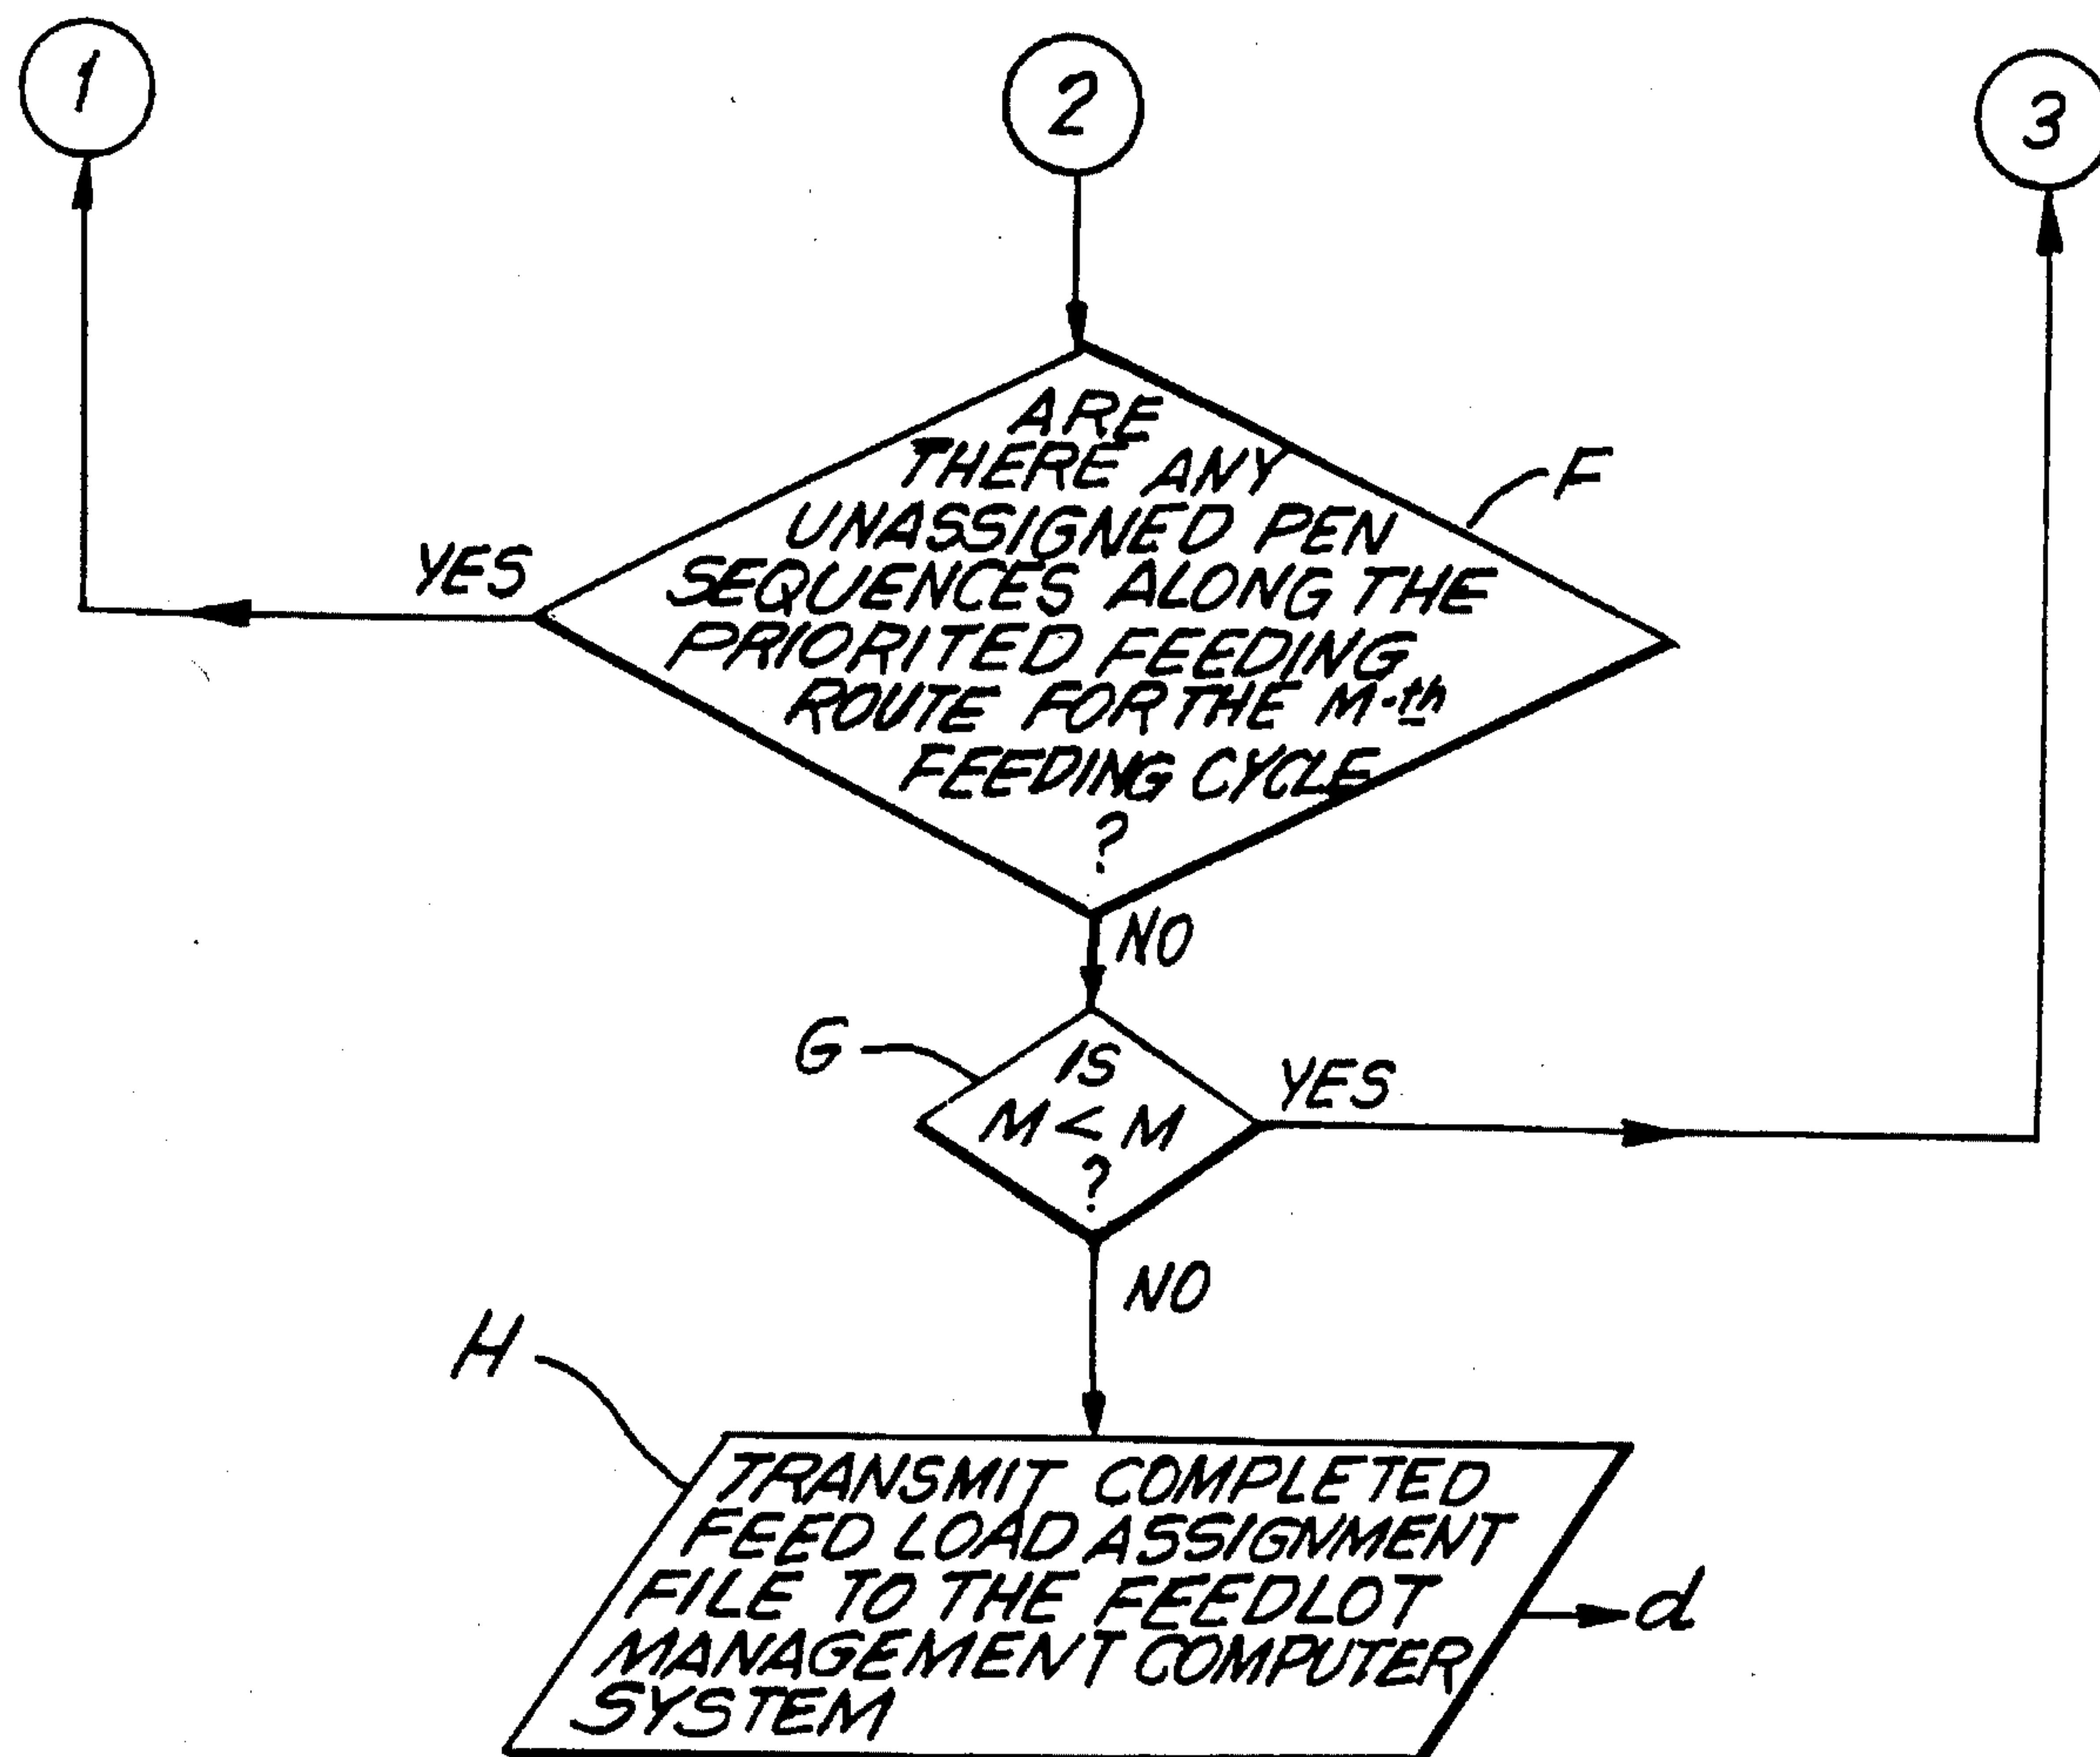 1
2
3
ARE
THERE ANY
UNASSIGNED PEN
SEQUENCES ALONG THE
PRIORITED FEEDING
ROUTE FOR THE M-th
FEEDING CYCLE
?
F
YES
NO
G
IS
M < M
?
YES
NO
H
TRANSMIT COMPLETED
FEED LOAD ASSIGNMENT
FILE TO THE FEEDLOT
MANAGEMENT COMPUTER
SYSTEM
d